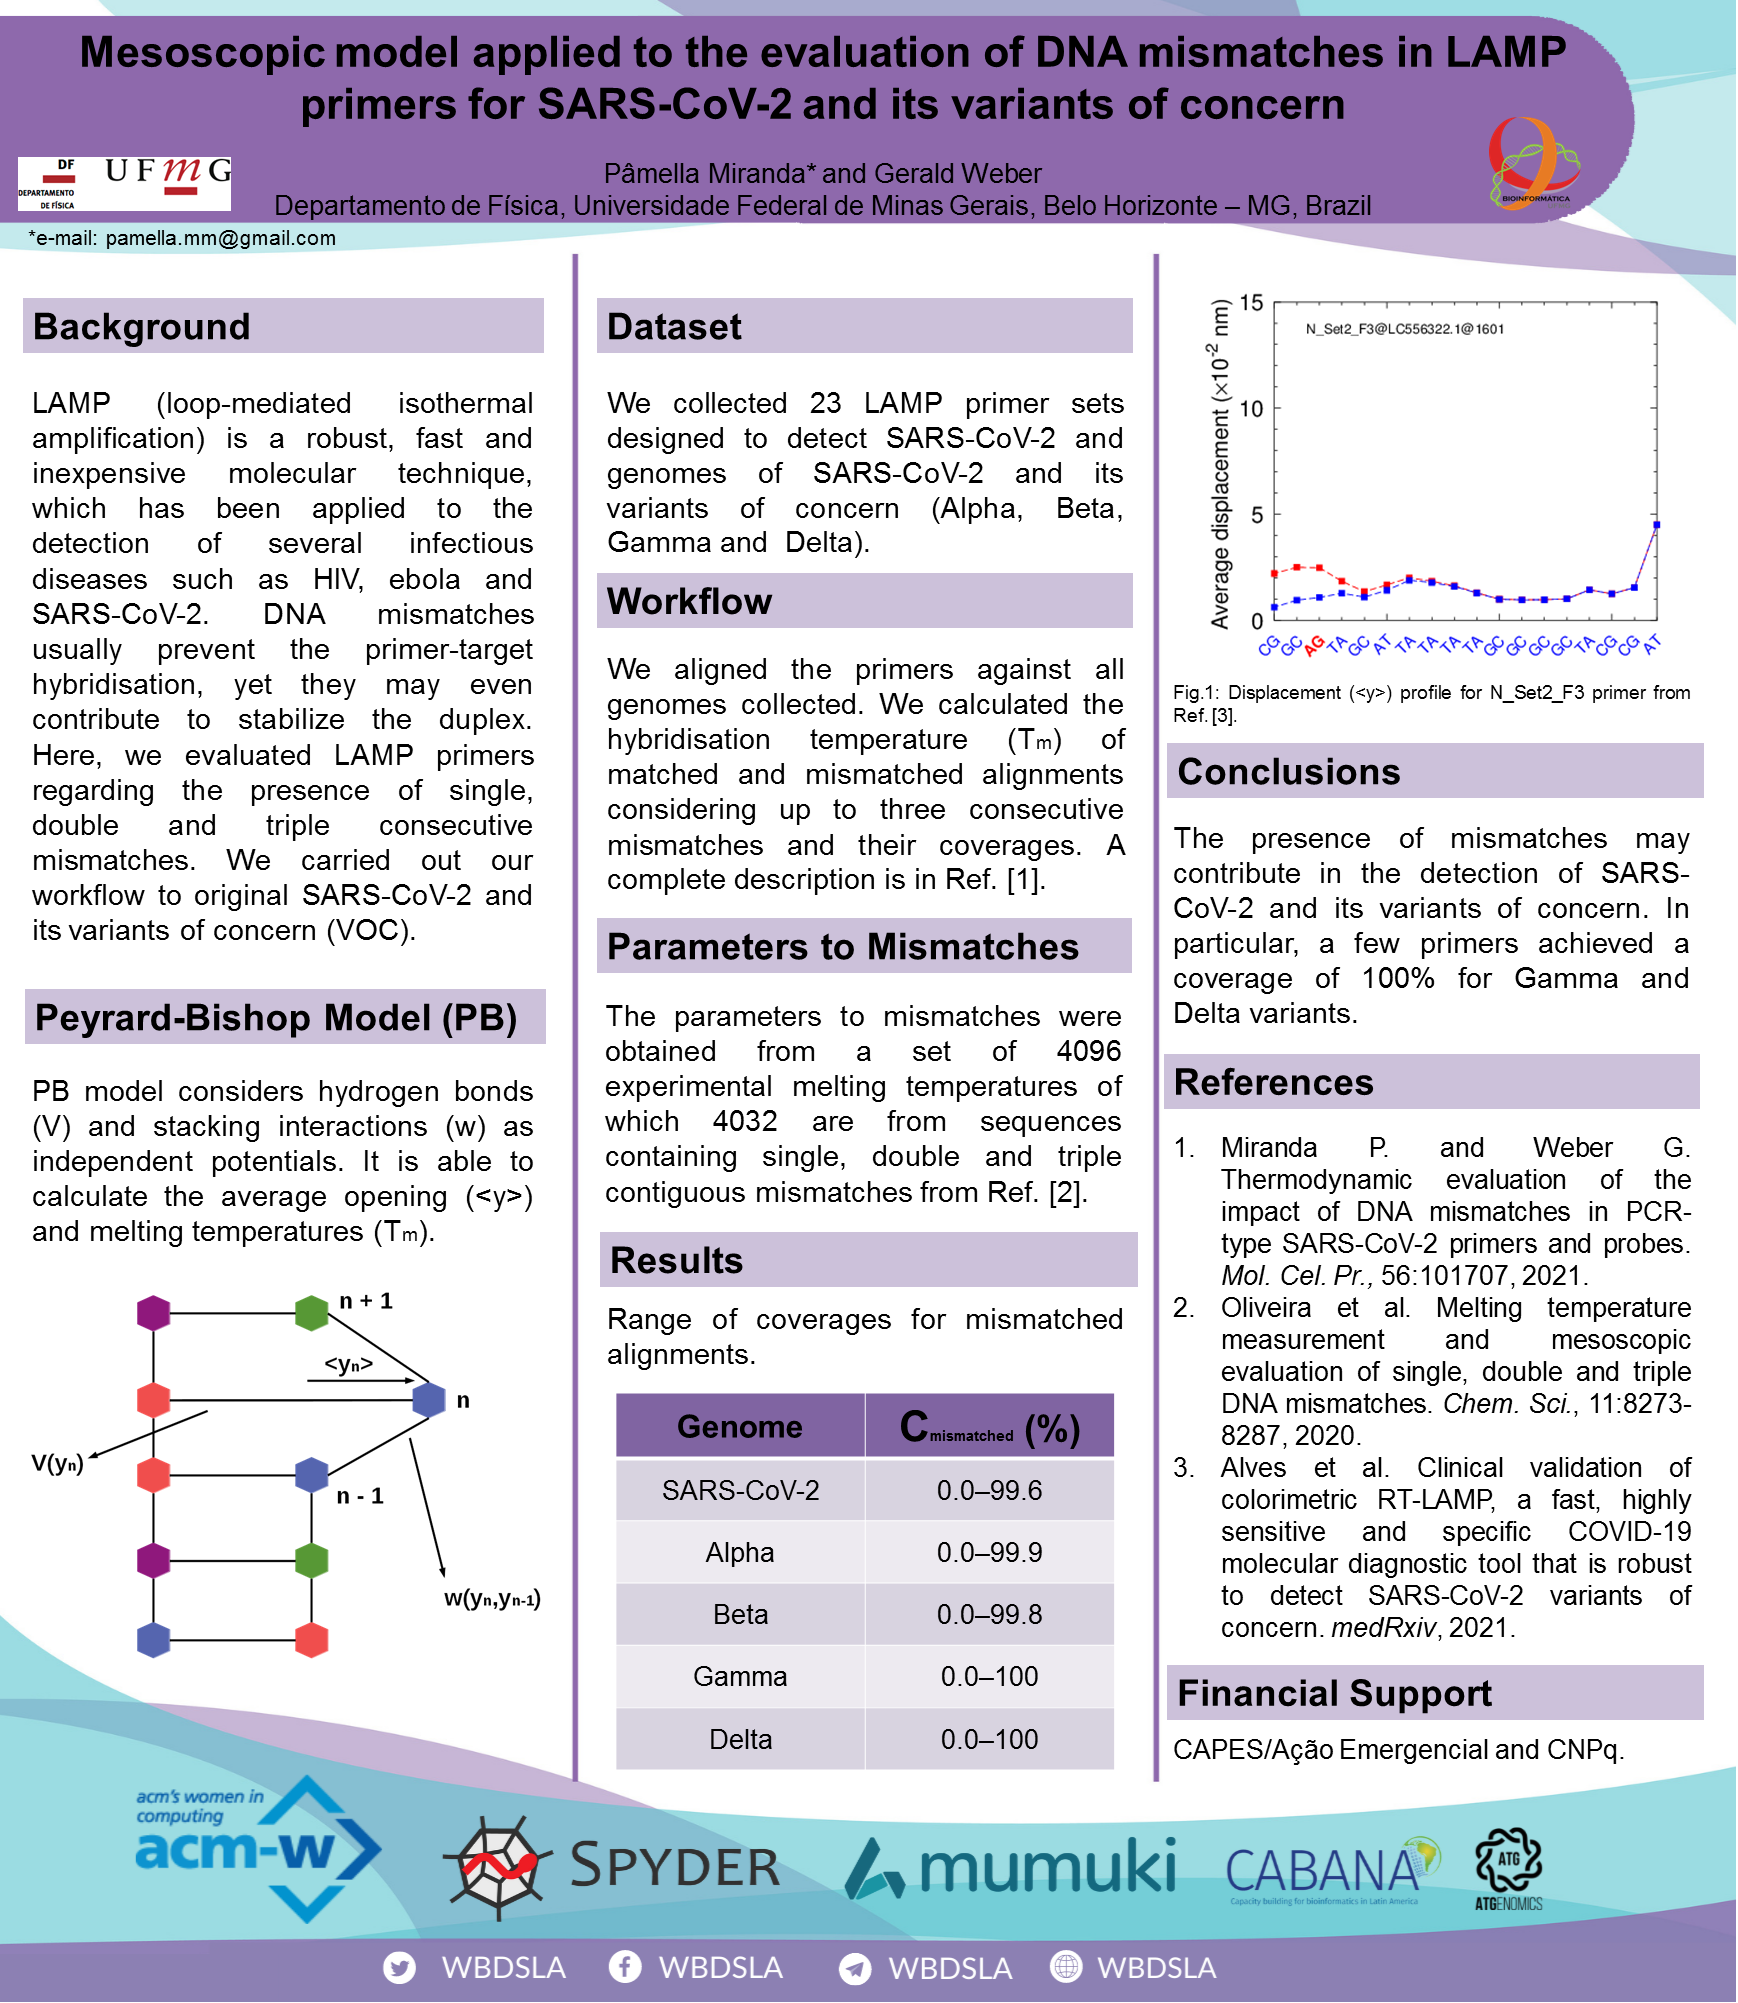 Mesoscopic model applied to the evaluation of DNA mismatches in LAMP
primers for SARS-CoV-2 and its variants of concern
DF
DEPARTAMENTO
DE FÍSICA
UFmG
Pâmella Miranda* and Gerald Weber
Departamento de Física, Universidade Federal de Minas Gerais, Belo Horizonte – MG, Brazil
BIOINFORMÁTICA
*e-mail: pamella.mm@gmail.com
Background
LAMP (loop-mediated isothermal
amplification) is a robust, fast and
inexpensive molecular technique,
which has been applied to the
detection of several infectious
diseases such as HIV, ebola and
SARS-CoV-2. DNA mismatches
usually prevent the primer-target
hybridisation, yet they may even
contribute to stabilize the duplex.
Here, we evaluated LAMP primers
regarding the presence of single,
double and triple consecutive
mismatches. We carried out our
workflow to original SARS-CoV-2 and
its variants of concern (VOC).
Peyrard-Bishop Model (PB)
PB model considers hydrogen bonds
(V) and stacking interactions (w) as
independent potentials. It is able to
calculate the average opening (<y>)
and melting temperatures (Tm).
n + 1
<yn>
n
V(yn)
n - 1
w(yn,yn-1)
Dataset
We collected 23 LAMP primer sets
designed to detect SARS-CoV-2 and
genomes of SARS-CoV-2 and its
variants of concern (Alpha, Beta,
Gamma and Delta).
Workflow
We aligned the primers against all
genomes collected. We calculated the
hybridisation temperature (Tm) of
matched and mismatched alignments
considering up to three consecutive
mismatches and their coverages. A
complete description is in Ref. [1].
Parameters to Mismatches
The parameters to mismatches were
obtained from a set of 4096
experimental melting temperatures of
which 4032 are from sequences
containing single, double and triple
contiguous mismatches from Ref. [2].
Results
Range of coverages for mismatched
alignments.
Genome Cmismatched (%)
SARS-CoV-2 0.0–99.6
Alpha 0.0–99.9
Beta 0.0–99.8
Gamma 0.0–100
Delta 0.0–100
Average displacement (×10-2 nm)
15
10
5
0
N_Set2_F3@LC556322.1@1601
CG GC AG TA GC AT TA TA TA TA GC GC GC GC TA CG CG AT
Fig.1: Displacement (<y>) profile for N_Set2_F3 primer from
Ref. [3].
Conclusions
The presence of mismatches may
contribute in the detection of SARS-
CoV-2 and its variants of concern. In
particular, a few primers achieved a
coverage of 100% for Gamma and
Delta variants.
References
1. Miranda P. and Weber G.
Thermodynamic evaluation of the
impact of DNA mismatches in PCR-
type SARS-CoV-2 primers and probes.
Mol. Cel. Pr., 56:101707, 2021.
2. Oliveira et al. Melting temperature
measurement and mesoscopic
evaluation of single, double and triple
DNA mismatches. Chem. Sci., 11:8273-
8287, 2020.
3. Alves et al. Clinical validation of
colorimetric RT-LAMP, a fast, highly
sensitive and specific COVID-19
molecular diagnostic tool that is robust
to detect SARS-CoV-2 variants of
concern. medRxiv, 2021.
Financial Support
CAPES/Ação Emergencial and CNPq.
acm's women in
computing
acm-w
SPYDER
mumuki
CABANA
Capacity building for bioinformatics in Latin America
ATG
ATGENOMICS
WBDSLA WBDSLA WBDSLA WBDSLA